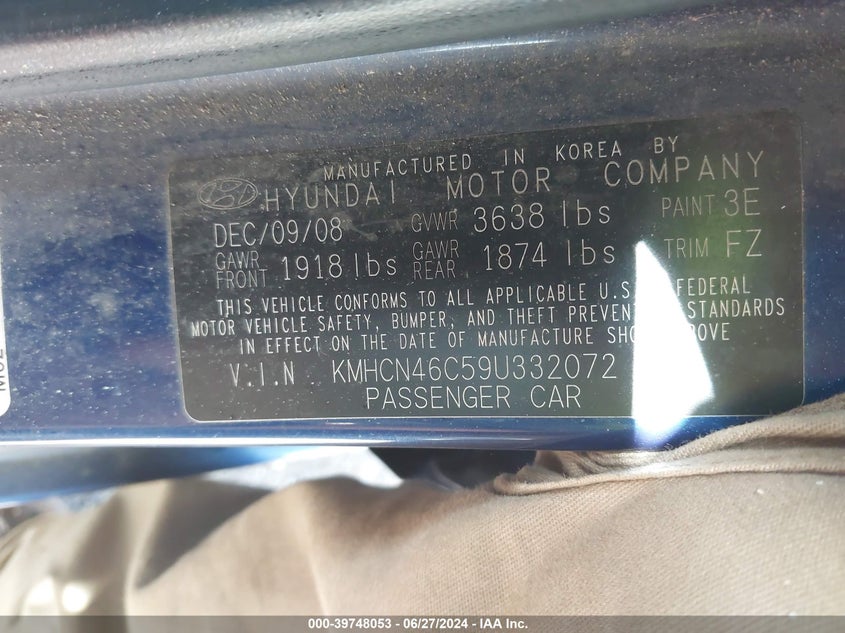 MANUFACTURED IN KOREA BY
HYUNDAI MOTOR COMPANY
DEC/09/08 GVWR 3638 lbs PAINT 3E
GAWR FRONT 1918 lbs GAWR REAR 1874 lbs TRIM FZ
THIS VEHICLE CONFORMS TO ALL APPLICABLE U.S. FEDERAL
MOTOR VEHICLE SAFETY, BUMPER, AND THEFT PREVEN STANDARDS
IN EFFECT ON THE DATE OF MANUFACTURE SHO ABOVE
V.I.N KMHCN46C59U332072
PASSENGER CAR
000-39748053 - 06/27/2024 - IAA Inc.